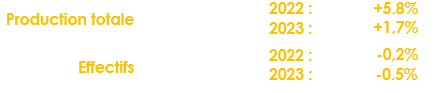 Production totale
2022 : +5.8%
2023 : +1.7%
Effectifs
2022 : -0,2%
2023 : -0.5%